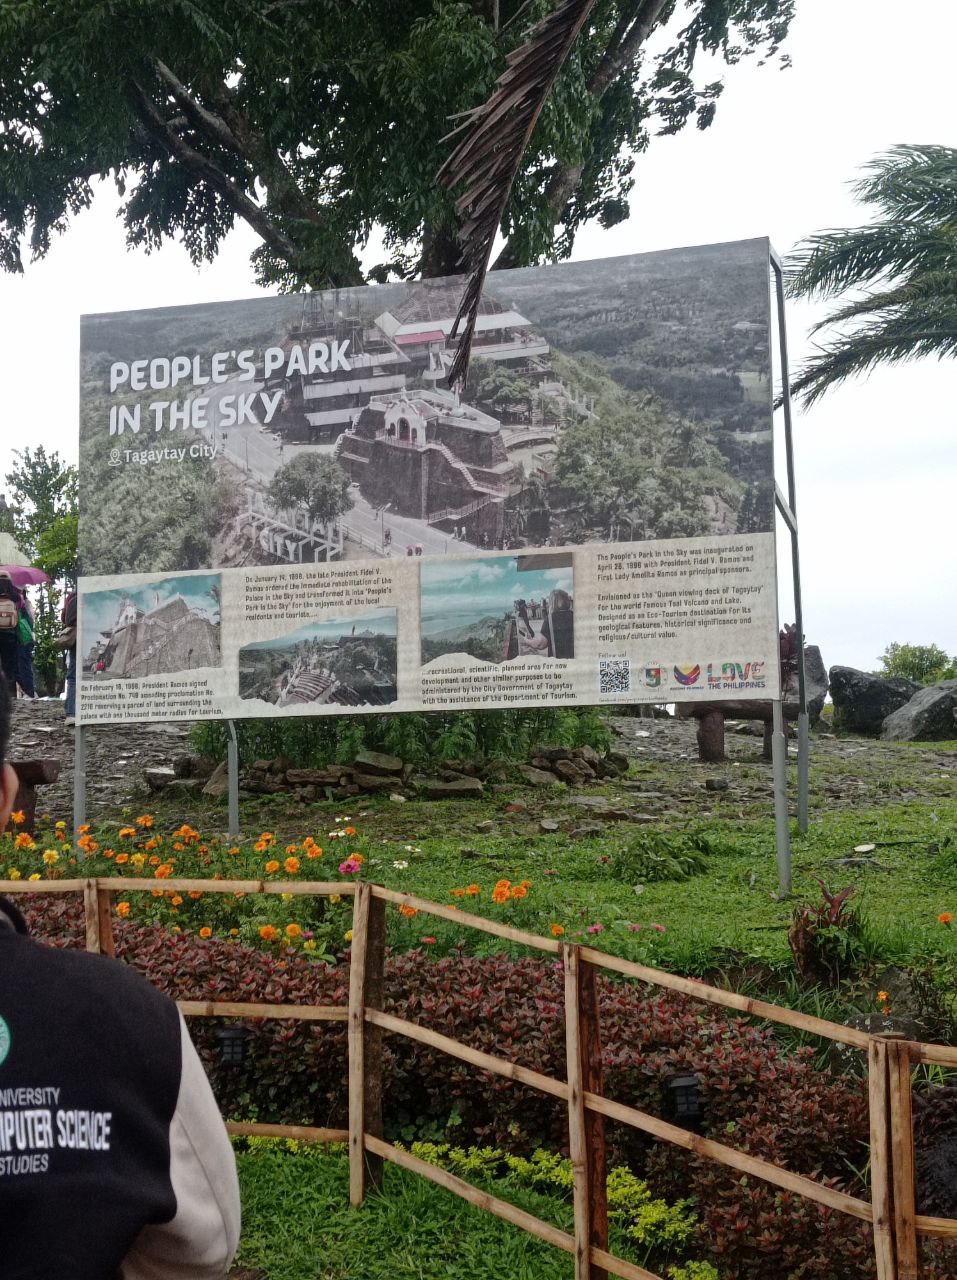 PEOPLE'S PARK
IN THE SKY
Tagaytay City
CITY
On January 14, 1996, the late President Fidel V.
Ramos ordered the immediate rehabilitation of the
Palace in the Sky and transformed it into "People's
Park in the Sky" for the enjoyment of the local
residents and tourists...
On February 16, 1996, President Ramos signed
Proclamation No. 719 amending proclamation No.
2216 reserving a parcel of land surrounding the
palace with one thousand meter radius for tourism,
...recreational, scientific, planned area for new
development and other similar purposes to be
administered by the City Government of Tagaytay
with the assistance of the Department of Tourism.
The People's Park in the Sky was inaugurated on
April 26, 1996 with President Fidel V. Ramos and
First Lady Amelita Ramos as principal sponsors.
Envisioned as the 'Queen viewing deck of Tagaytay'
for the world famous Taal Volcano and Lake.
Designed as an Eco-Tourism destination for its
geological features, historical significance and
religious/cultural value.
Follow us!
LOVE
THE PHILIPPINES
NIVERSITY
MPUTER SCIENCE
STUDIES